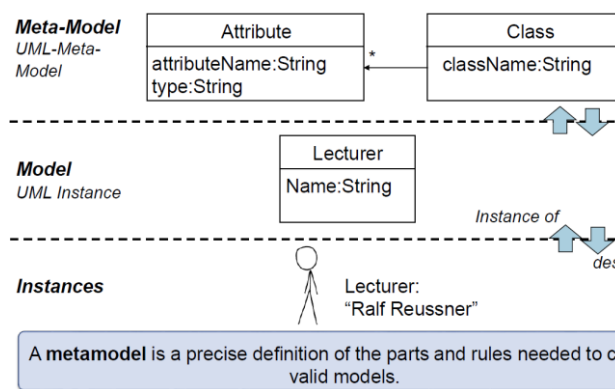 Meta-Model
UML-Meta-
Model
Attribute
attributeName:String
type:String
*
Class
className:String
Model
UML Instance
Lecturer
Name:String
Instance of
Instances
Lecturer:
“Ralf Reussner”
A metamodel is a precise definition of the parts and rules needed to
valid models.